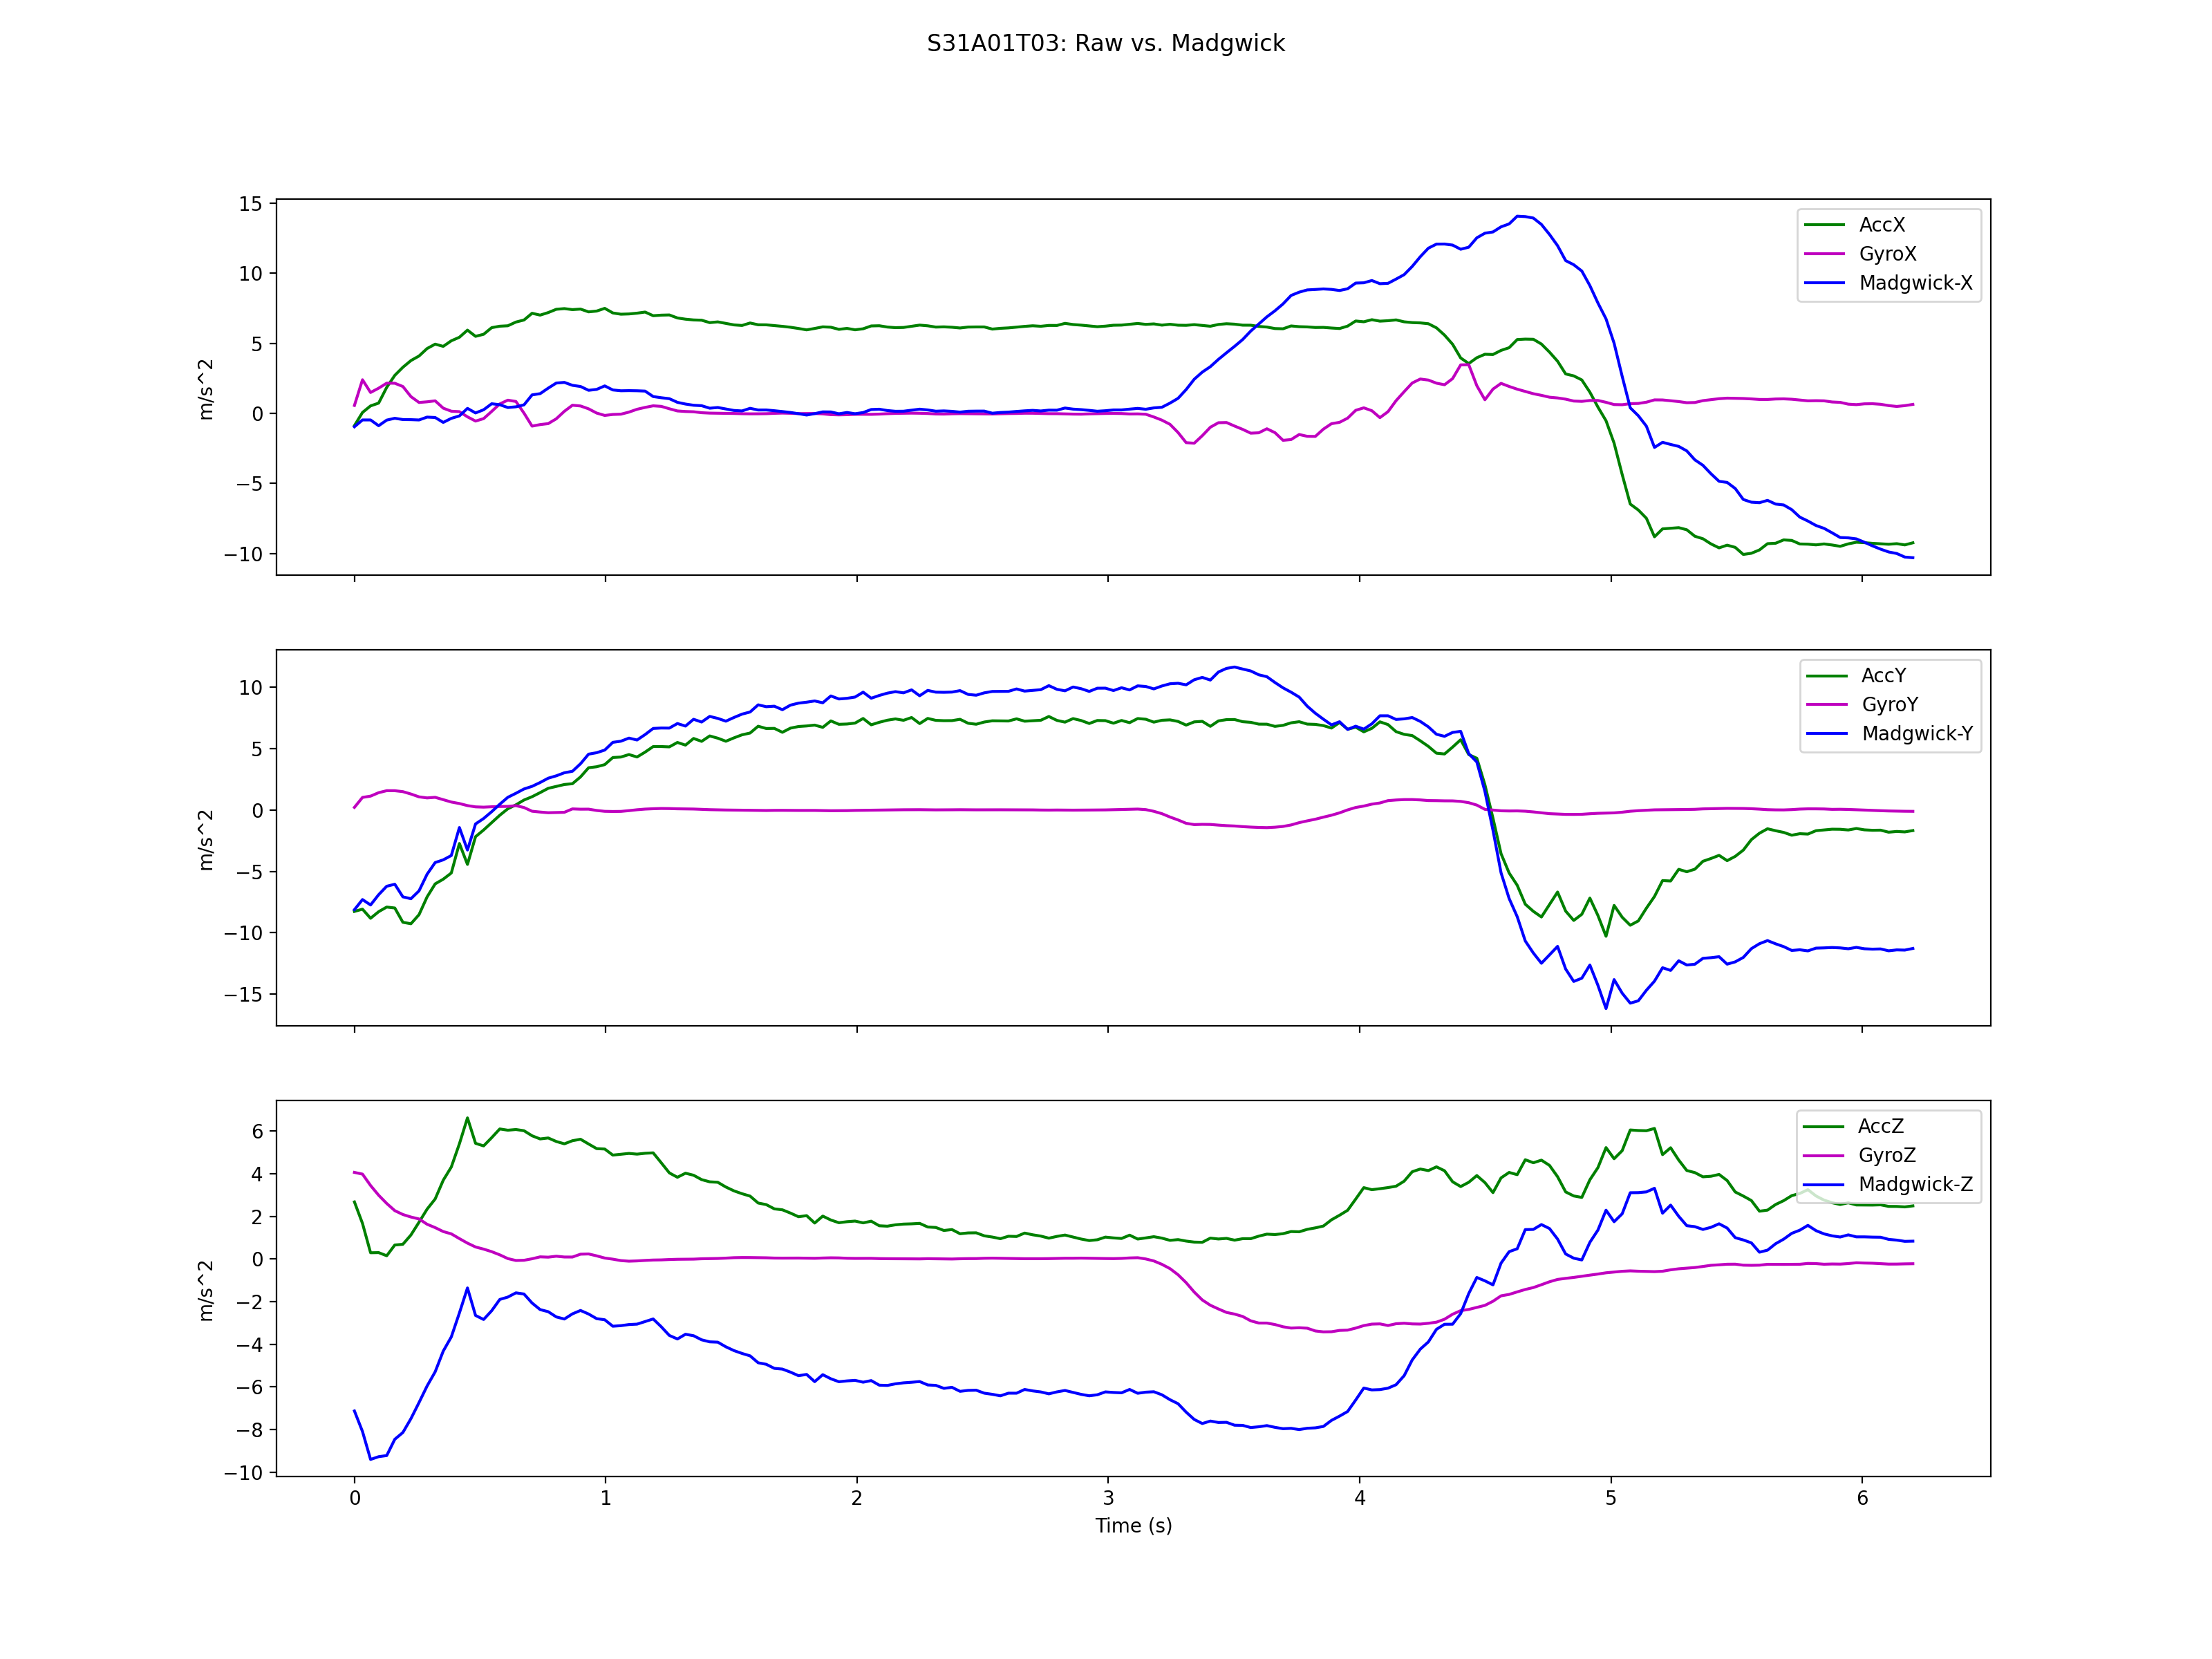 S31A01T03: Raw vs. Madgwick
15
10
5
0
−5
−10
m/s^2
AccX
GyroX
Madgwick-X
10
5
0
−5
−10
−15
m/s^2
AccY
GyroY
Madgwick-Y
6
4
2
0
−2
−4
−6
−8
−10
m/s^2
AccZ
GyroZ
Madgwick-Z
0 1 2 3 4 5 6
Time (s)